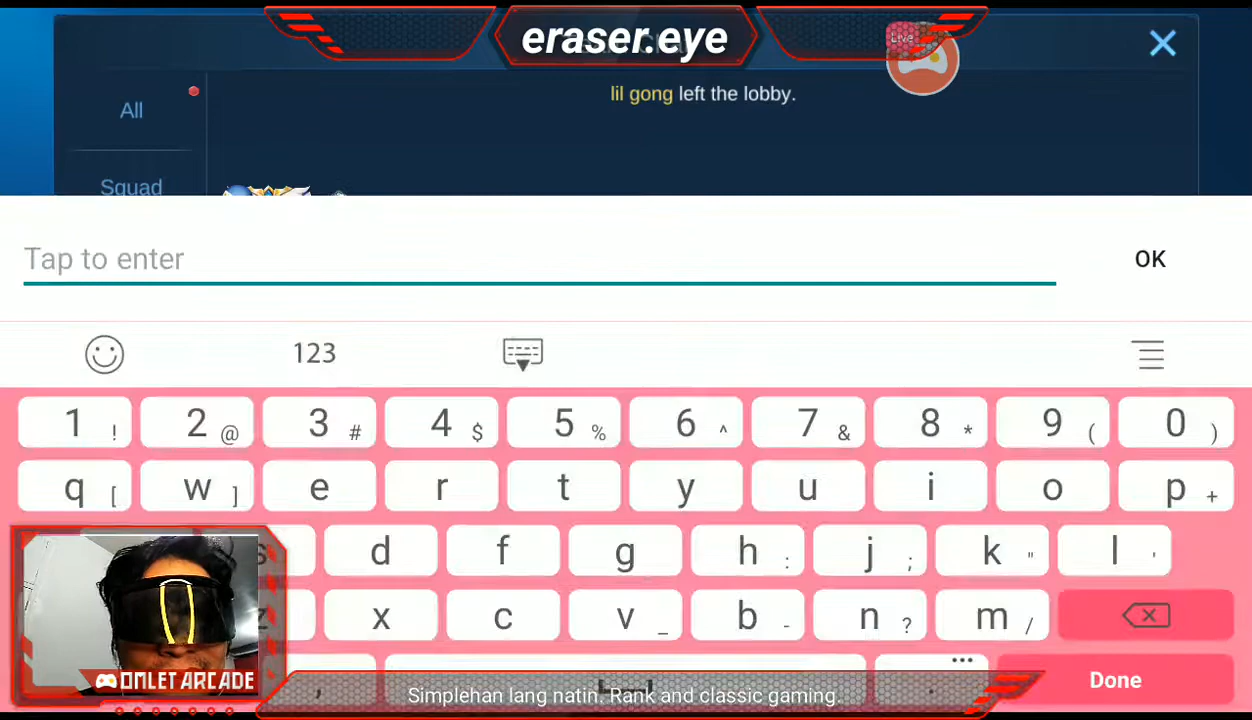 eraser.eye
Live
lil gong left the lobby.
All
Squad
Tap to enter
OK
123
1 ! 2 @ 3 # 4 $ 5 % 6 ^ 7 & 8 * 9 ( 0 )
q [ w ] e r t y u i o p +
s d f g h : j ; k " l '
z x c v _ b - n ? m /
, . Done
OMLET ARCADE
Simplehan lang natin. Rank and classic gaming.